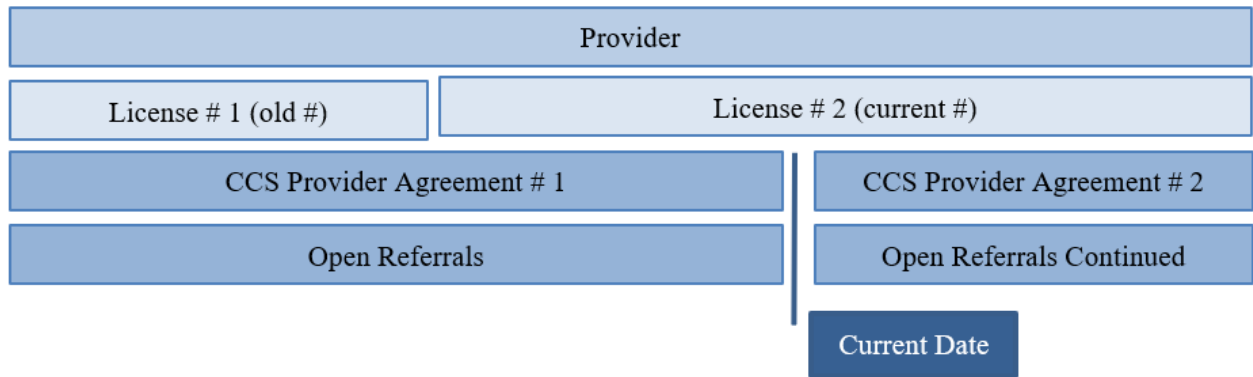 Provider
License # 1 (old #)
License # 2 (current #)
CCS Provider Agreement # 1
CCS Provider Agreement # 2
Open Referrals
Open Referrals Continued
Current Date